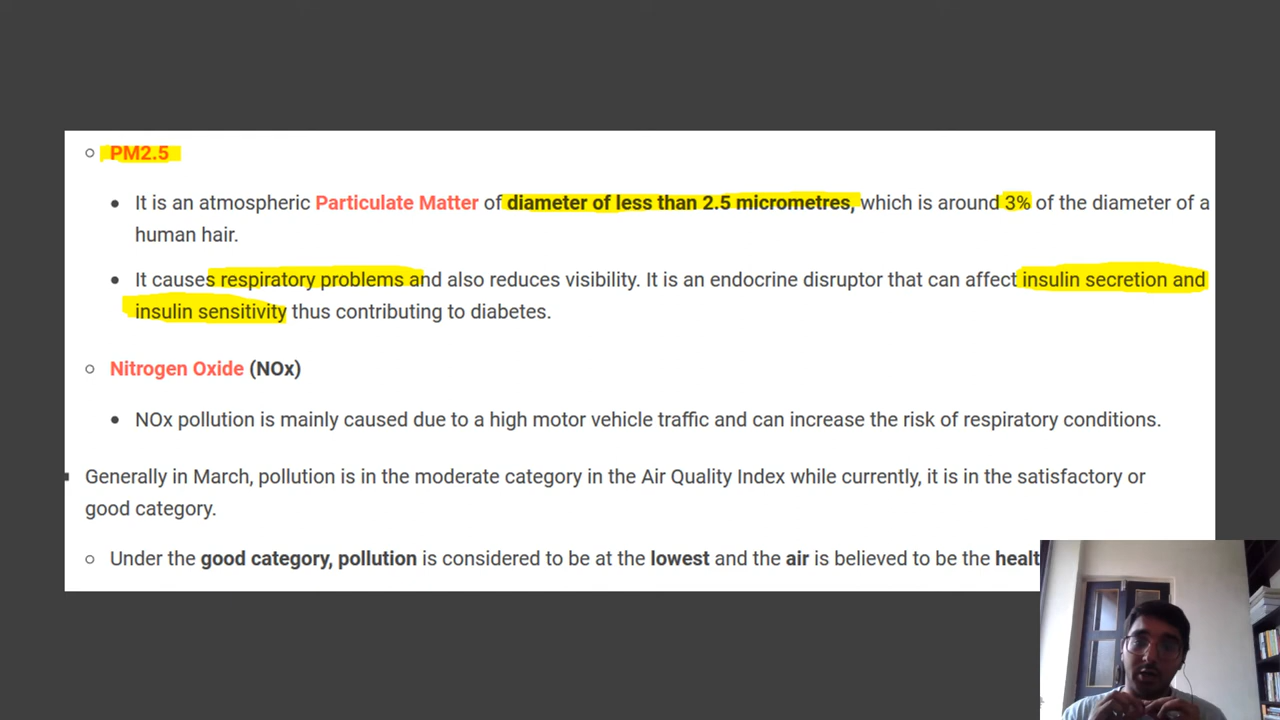 PM2.5
It is an atmospheric Particulate Matter of diameter of less than 2.5 micrometres, which is around 3% of the diameter of a
human hair.
It causes respiratory problems and also reduces visibility. It is an endocrine disruptor that can affect insulin secretion and
insulin sensitivity thus contributing to diabetes.
Nitrogen Oxide (NOx)
NOx pollution is mainly caused due to a high motor vehicle traffic and can increase the risk of respiratory conditions.
Generally in March, pollution is in the moderate category in the Air Quality Index while currently, it is in the satisfactory or
good category.
Under the good category, pollution is considered to be at the lowest and the air is believed to be the